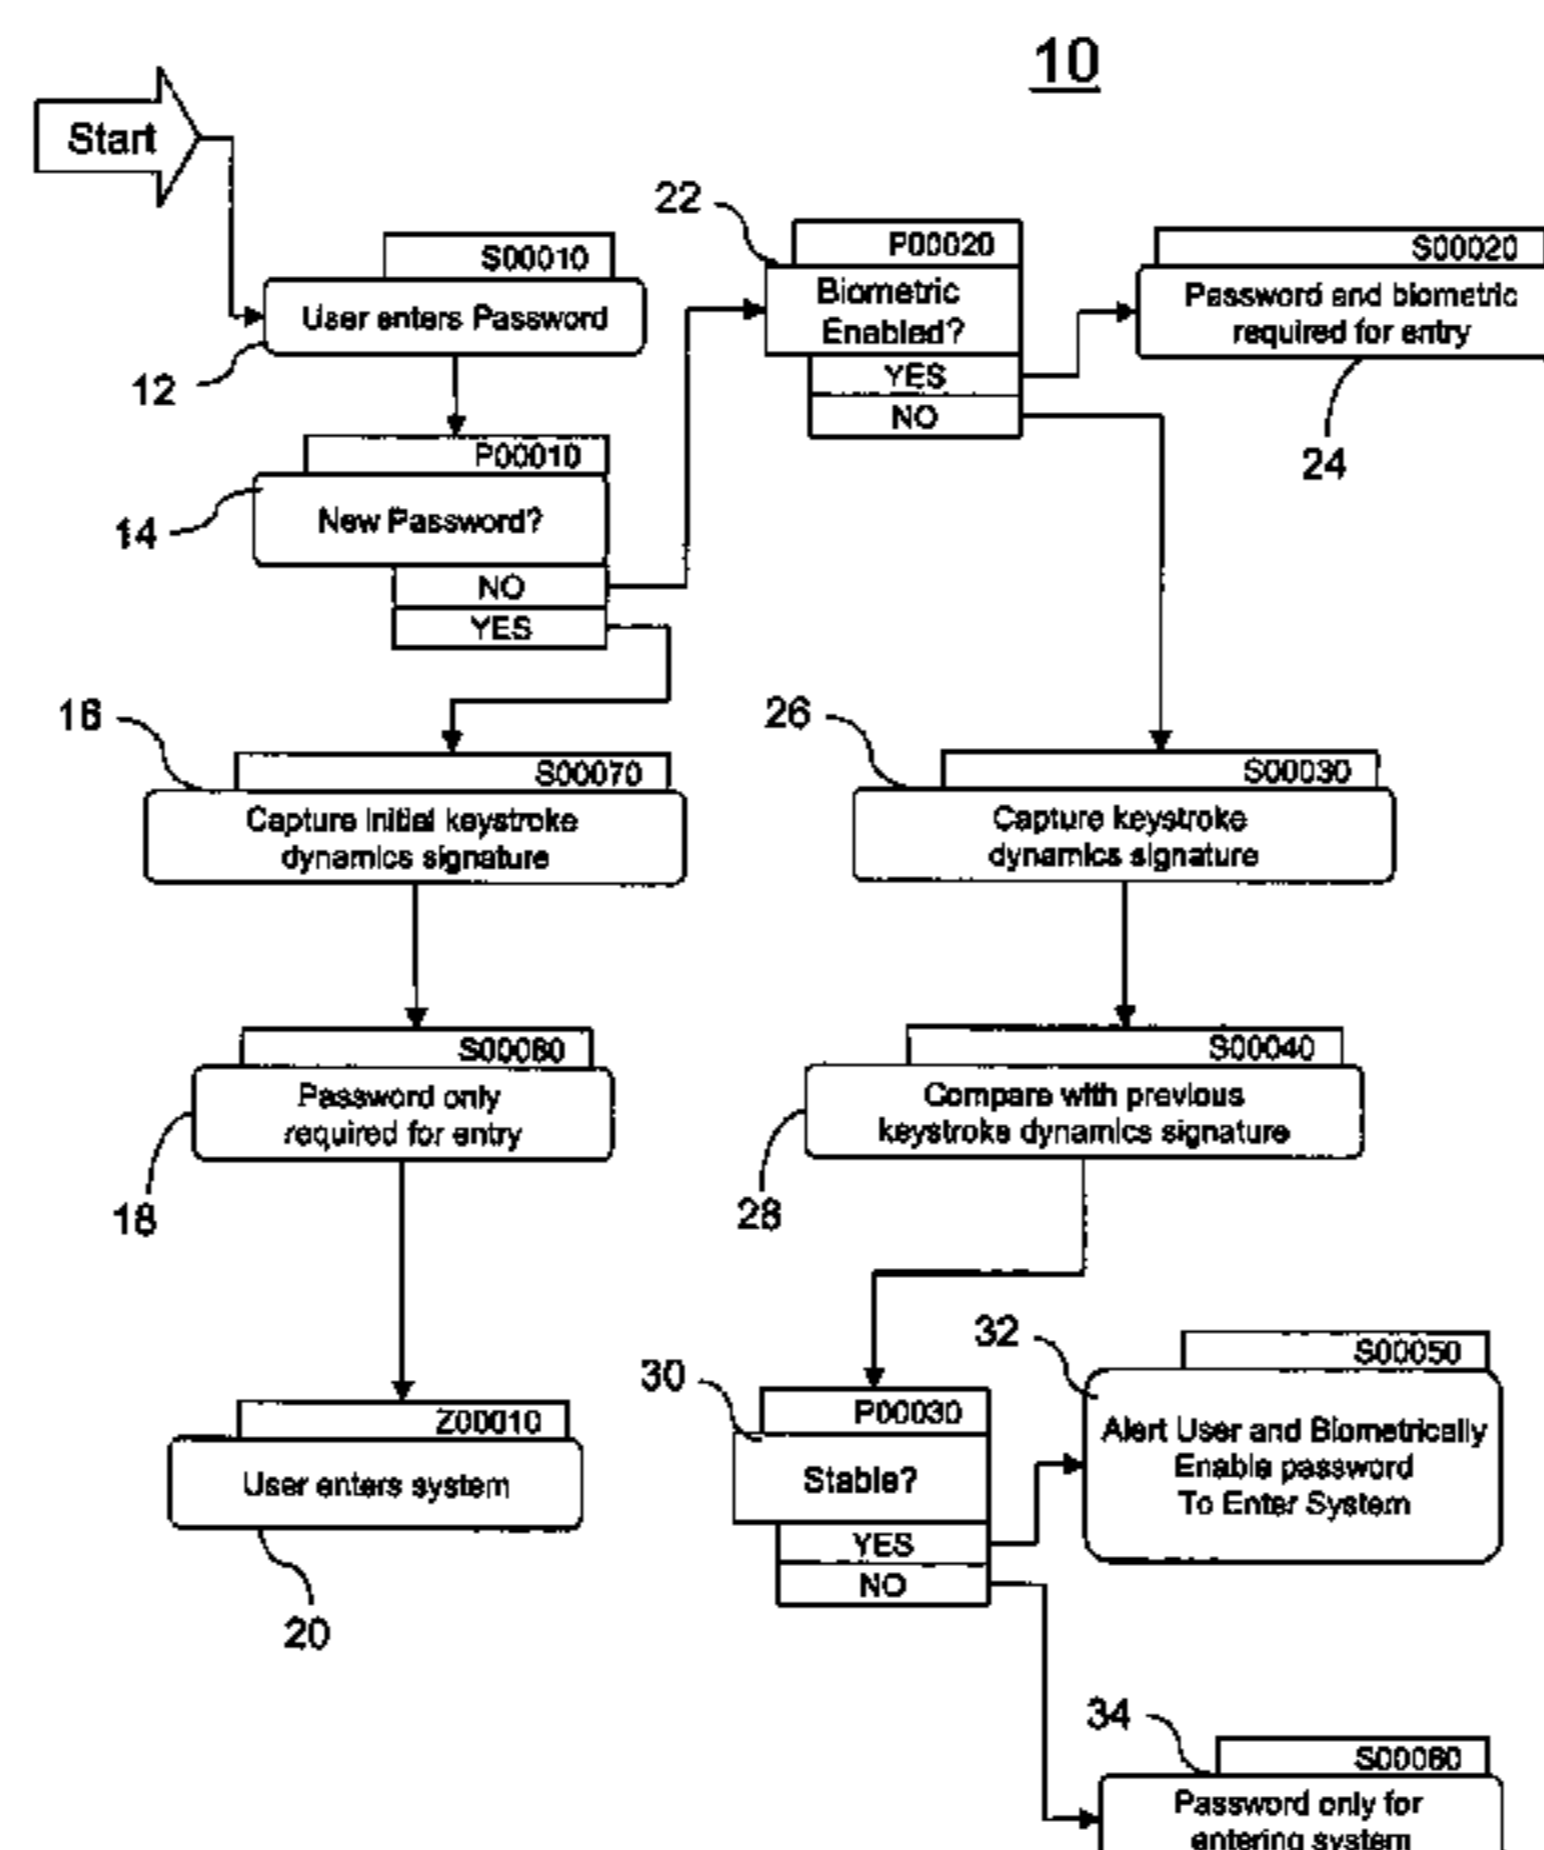 10
Start
S00010
User enters Password
12
P00010
New Password?
14
NO
YES
22
P00020
Biometric
Enabled?
YES
NO
S00020
Password and biometric
required for entry
24
16
S00070
Capture initial keystroke
dynamics signature
26
S00030
Capture keystroke
dynamics signature
Password only
required for entry
18
S00040
Compare with previous
keystroke dynamics signature
28
Z00010
User enters system
20
30
P00030
Stable?
YES
NO
32
S00050
Alert User and Biometrically
Enable password
To Enter System
34
S00060
Password only for
entering system